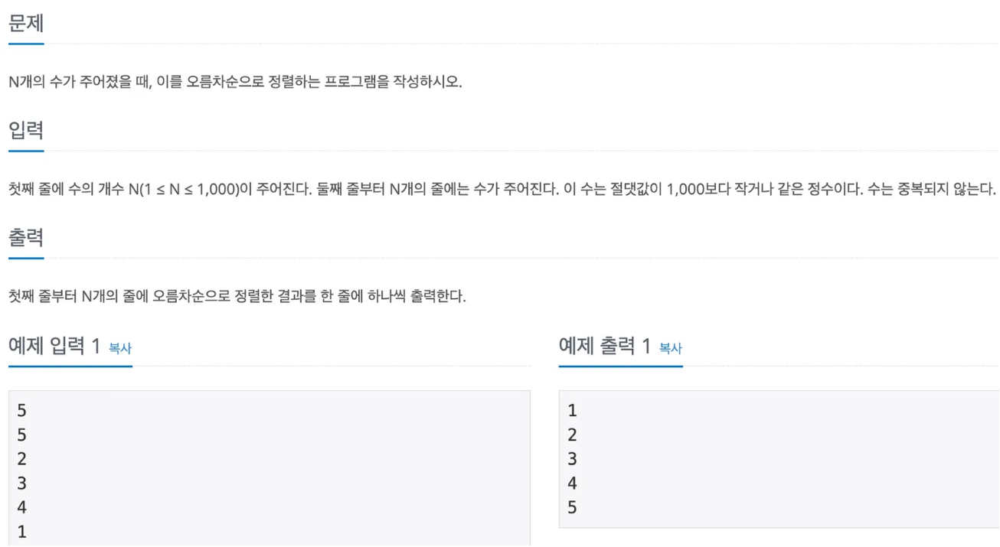 문제
N개의 수가 주어졌을 때, 이를 오름차순으로 정렬하는 프로그램을 작성하시오.
입력
첫째 줄에 수의 개수 N(1 ≤ N ≤ 1,000)이 주어진다. 둘째 줄부터 N개의 줄에는 수가 주어진다. 이 수는 절댓값이 1,000보다 작거나 같은 정수이다. 수는 중복되지 않는다.
출력
첫째 줄부터 N개의 줄에 오름차순으로 정렬한 결과를 한 줄에 하나씩 출력한다.
예제 입력 1 복사
5
5
2
3
4
1
예제 출력 1 복사
1
2
3
4
5